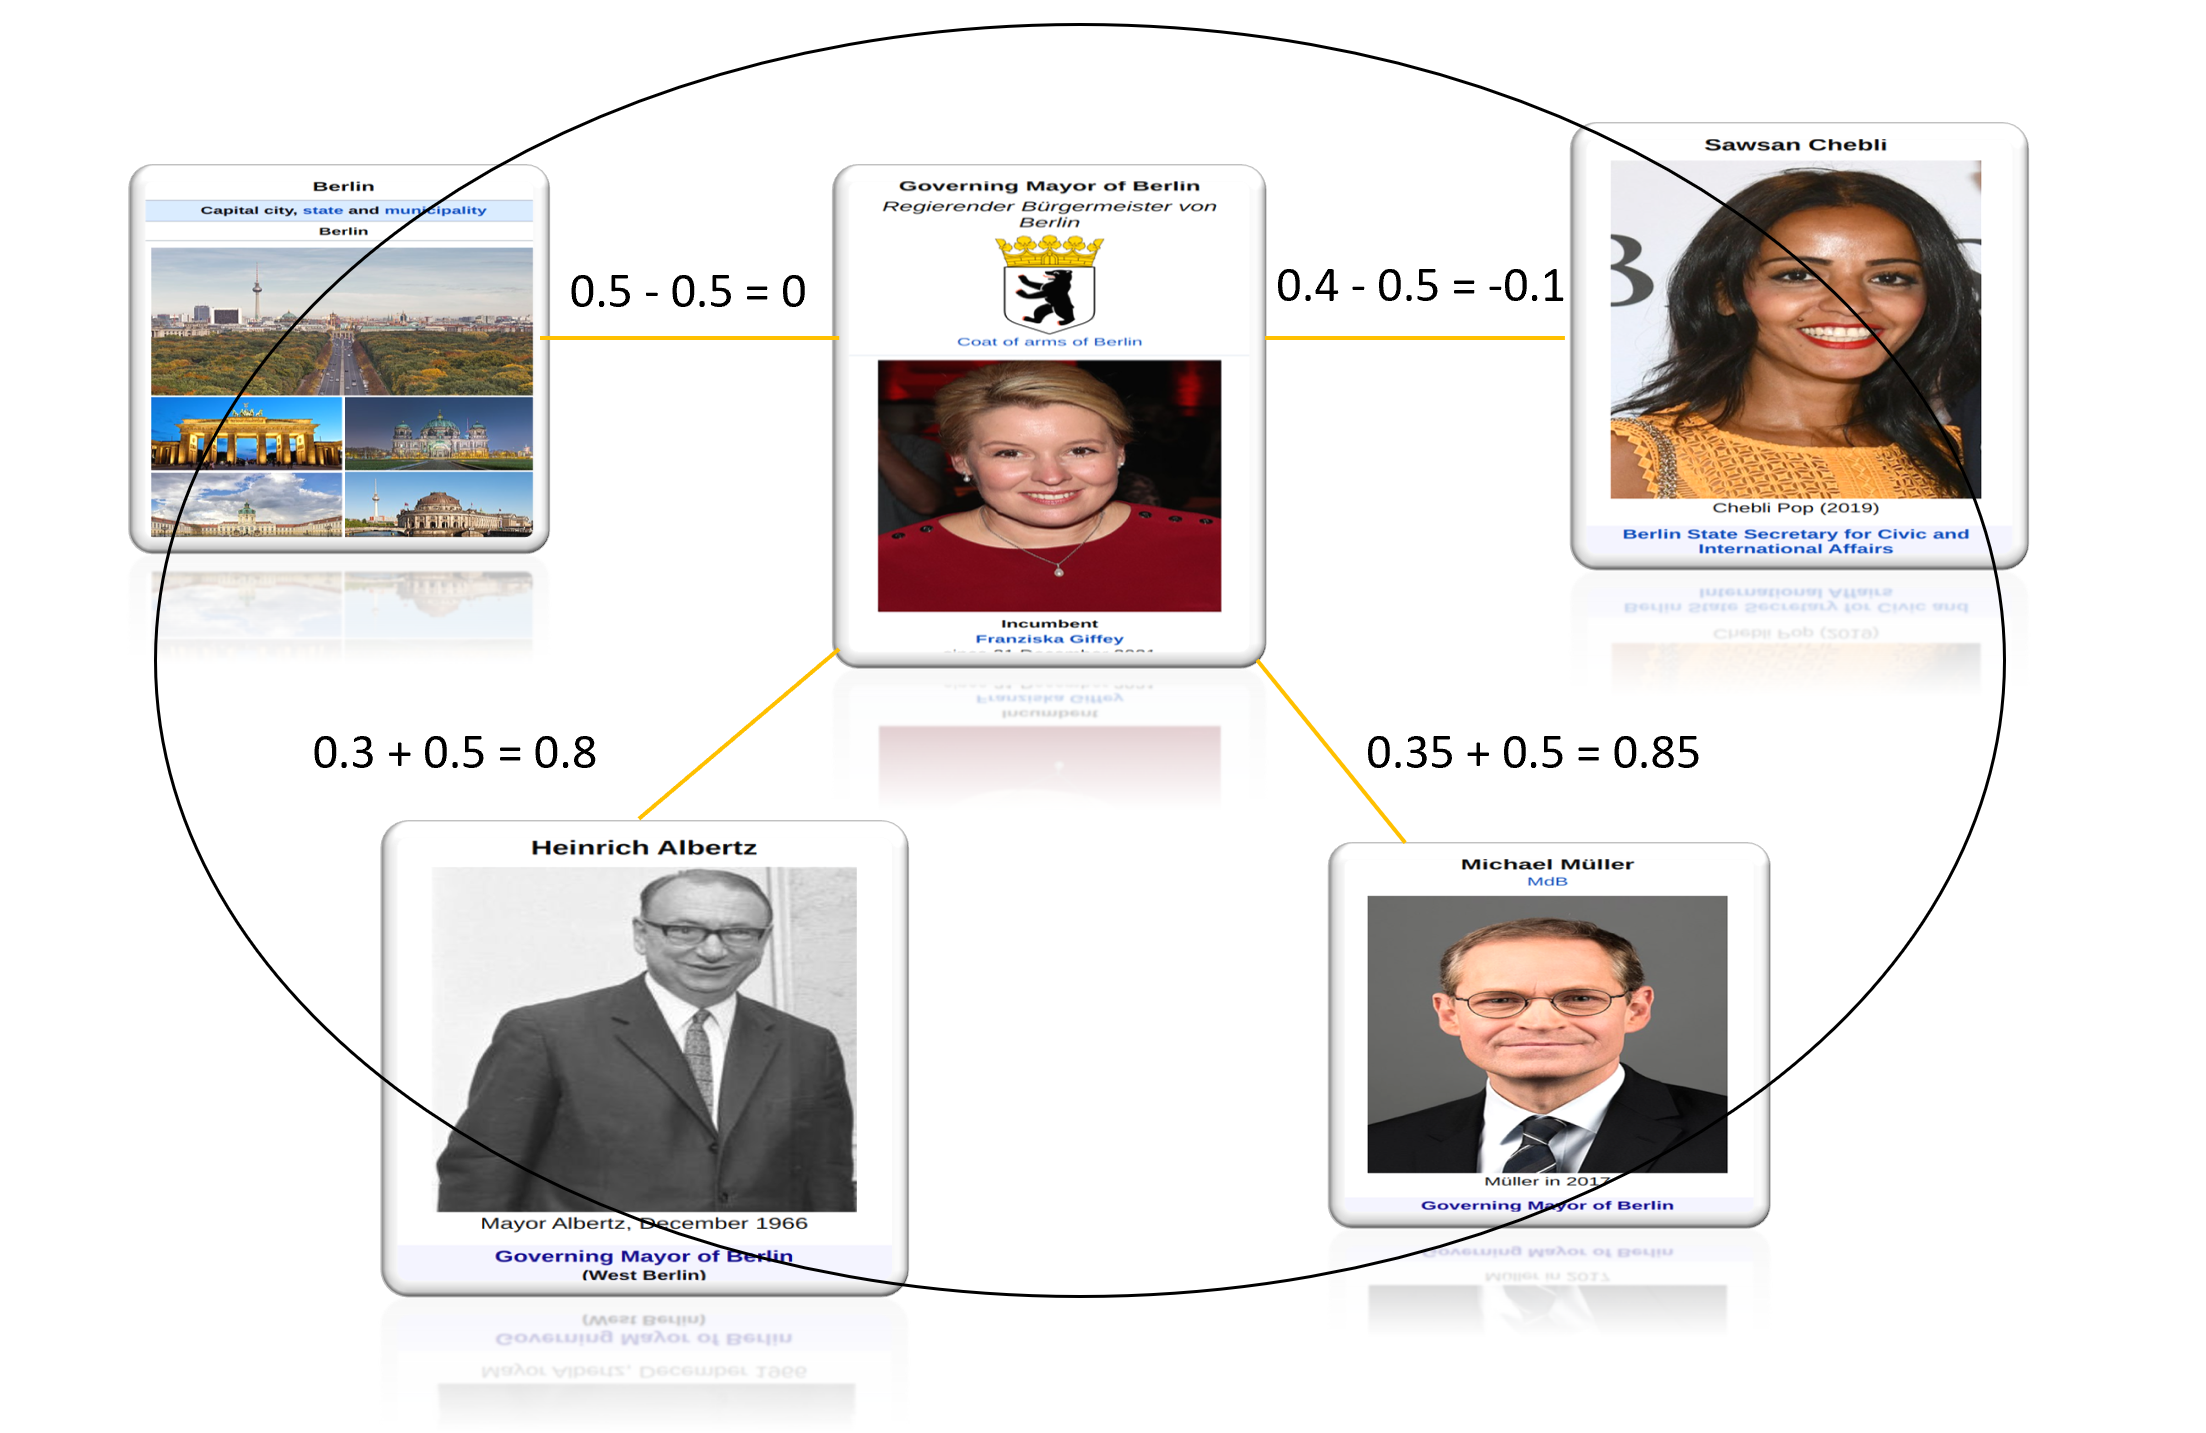 Berlin
Capital city, state and municipality
Berlin
0.5 - 0.5 = 0
Governing Mayor of Berlin
Regierender Bürgermeister von
Berlin
Coat of arms of Berlin
Incumbent
Franziska Giffey
since 21 December 2021
0.4 - 0.5 = -0.1
Sawsan Chebli
Chebli Pop (2019)
Berlin State Secretary for Civic and
International Affairs
0.3 + 0.5 = 0.8
0.35 + 0.5 = 0.85
Heinrich Albertz
Mayor Albertz, December 1966
Governing Mayor of Berlin
(West Berlin)
Michael Müller
MdB
Müller in 2017
Governing Mayor of Berlin